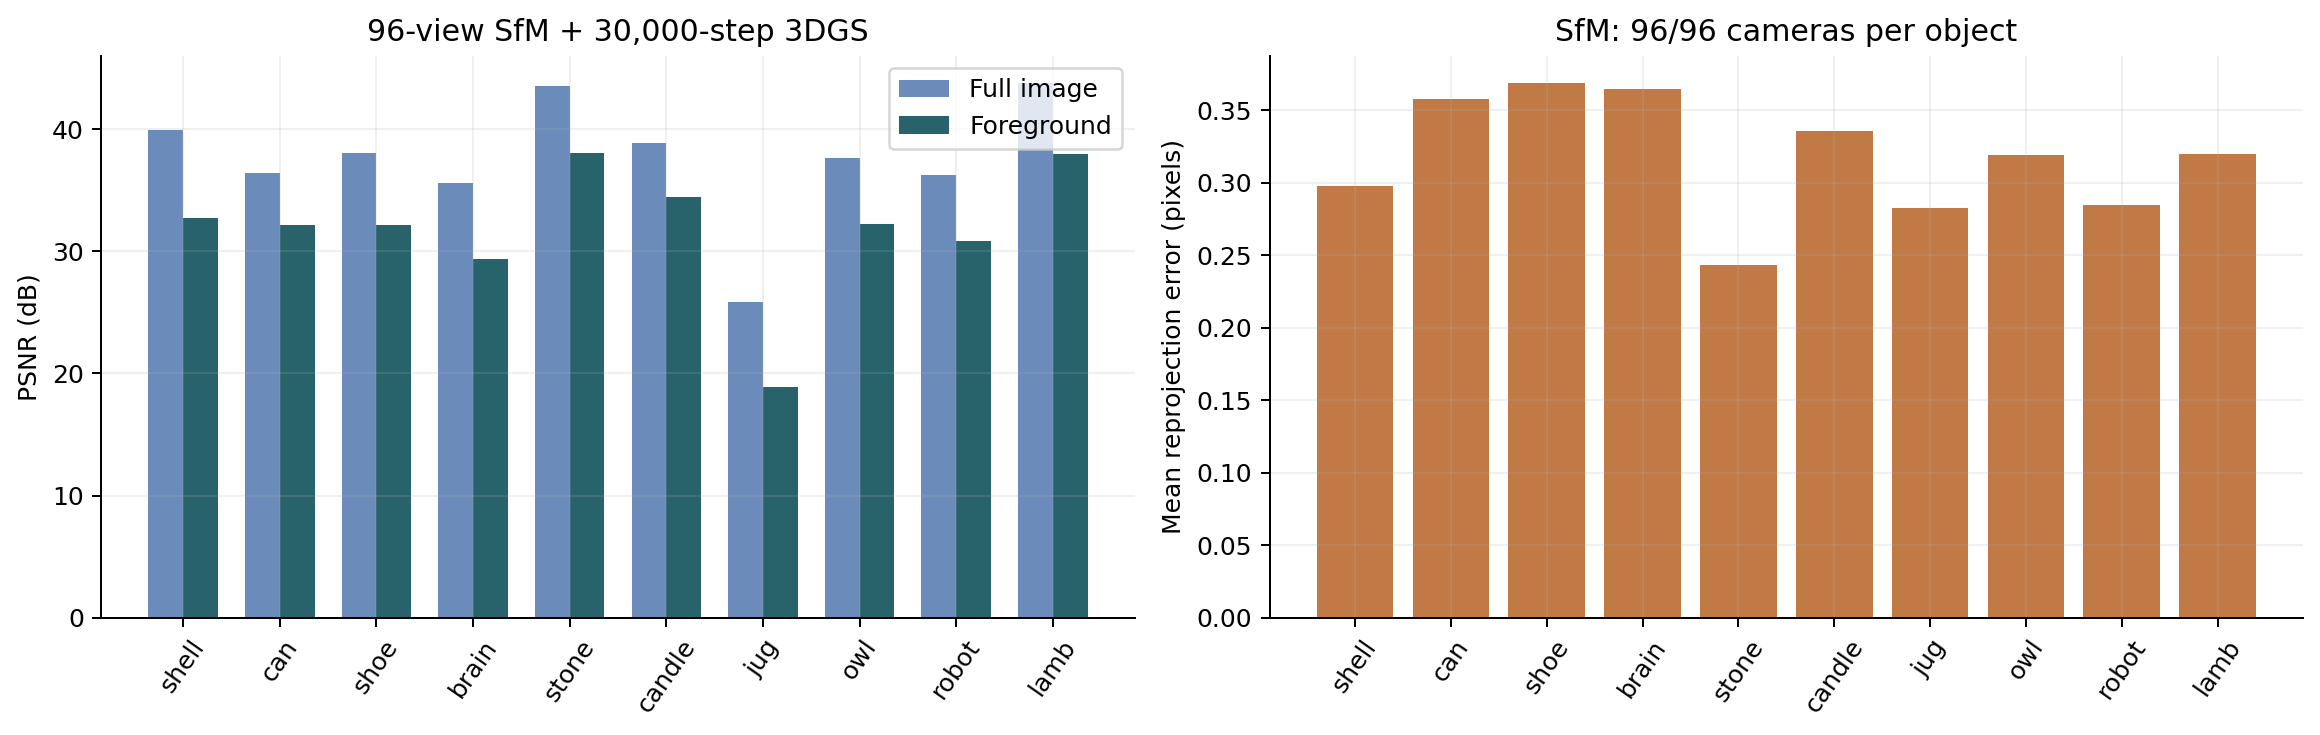 96-view SfM + 30,000-step 3DGS
PSNR (dB)
40
30
20
10
0
Full image
Foreground
shell
can
shoe
brain
stone
candle
jug
owl
robot
lamb
SfM: 96/96 cameras per object
Mean reprojection error (pixels)
0.35
0.30
0.25
0.20
0.15
0.10
0.05
0.00
shell
can
shoe
brain
stone
candle
jug
owl
robot
lamb